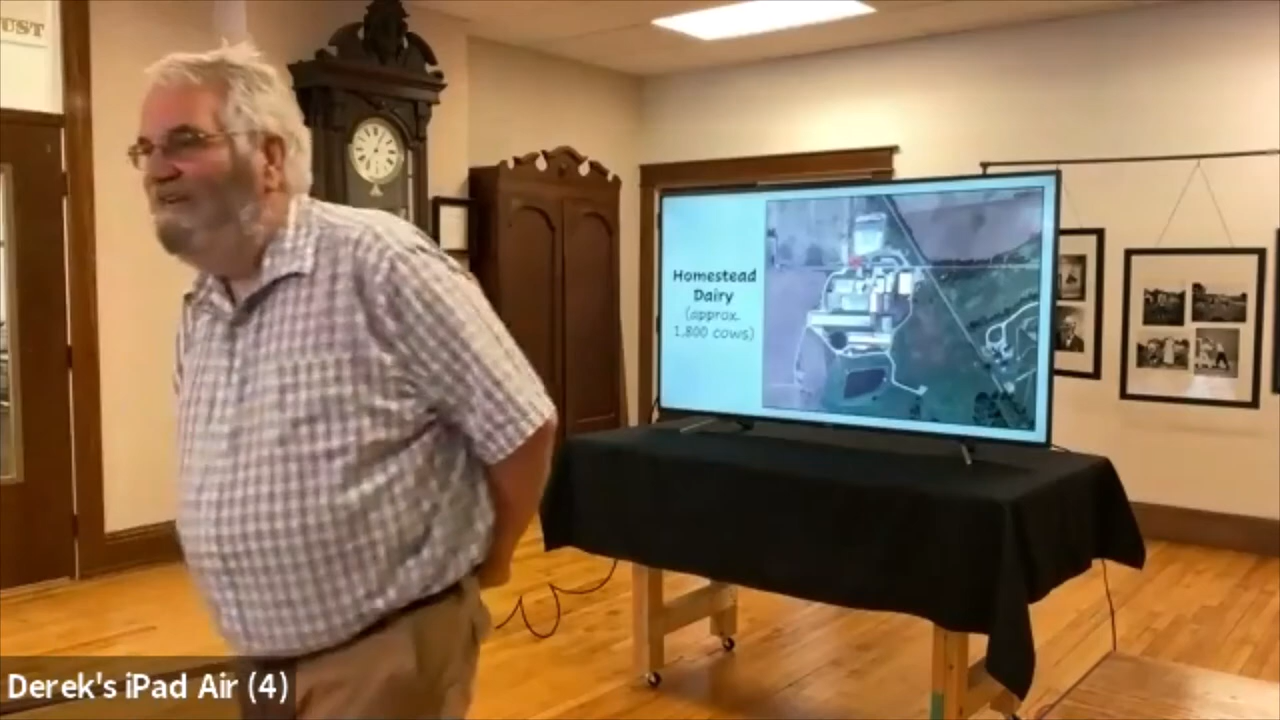 UST
Homestead
Dairy
(approx.
1,800 cows)
Derek's iPad Air (4)